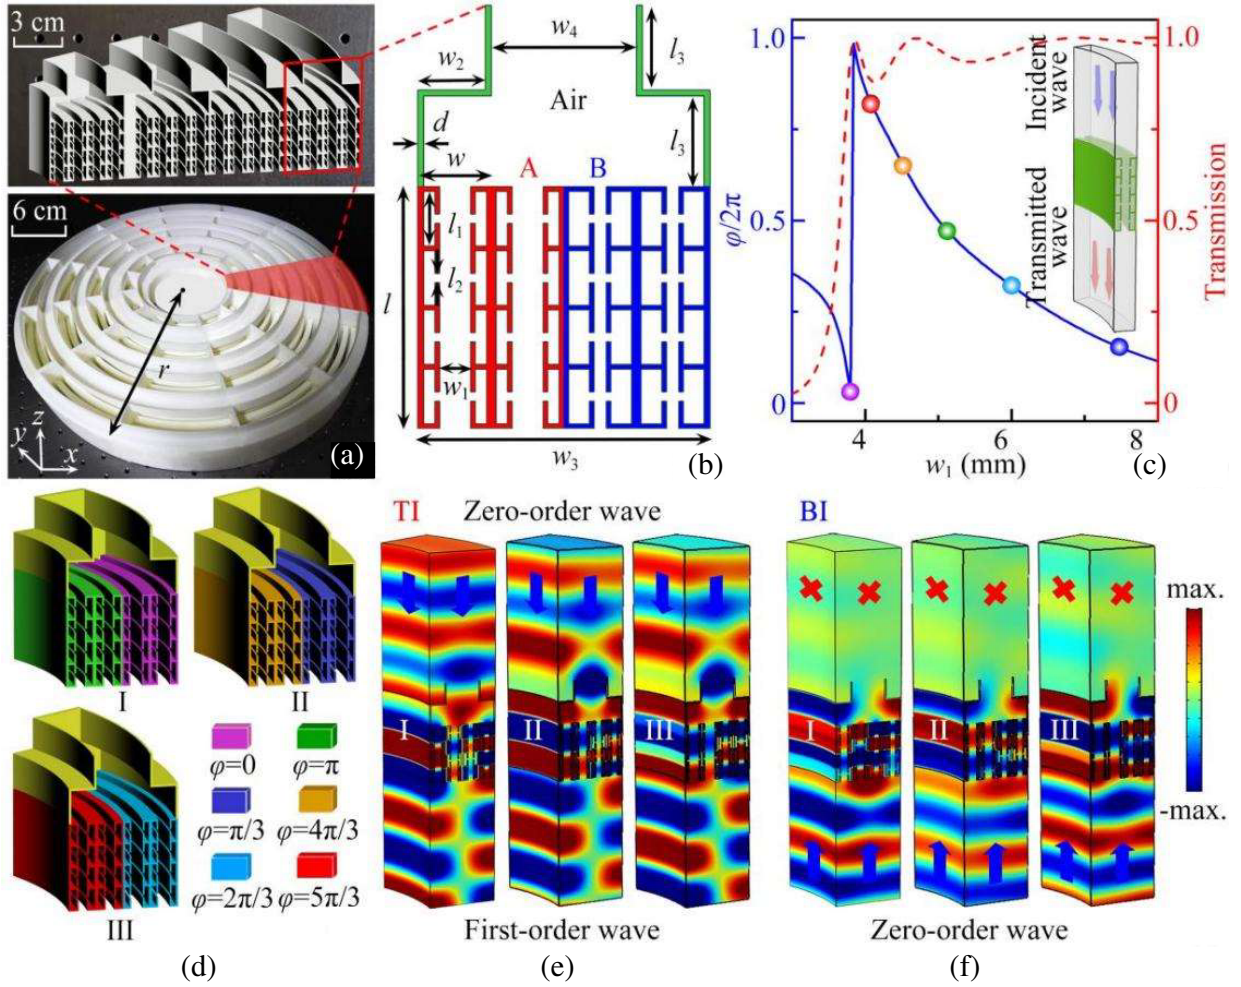 3 cm
6 cm
r
z
y
x
(a)
w4
w2
l3
Air
d
l3
w
A
B
l1
l2
l
w1
w3
(b)
1.0
0.5
0
φ/2π
4
6
8
w1 (mm)
1.0
0.5
0
Transmission
Incident
wave
Transmitted
wave
(c)
I
II
III
φ=0
φ=π
φ=π/3
φ=4π/3
φ=2π/3
φ=5π/3
(d)
TI
Zero-order wave
I
II
III
First-order wave
(e)
BI
I
II
III
max.
-max.
Zero-order wave
(f)